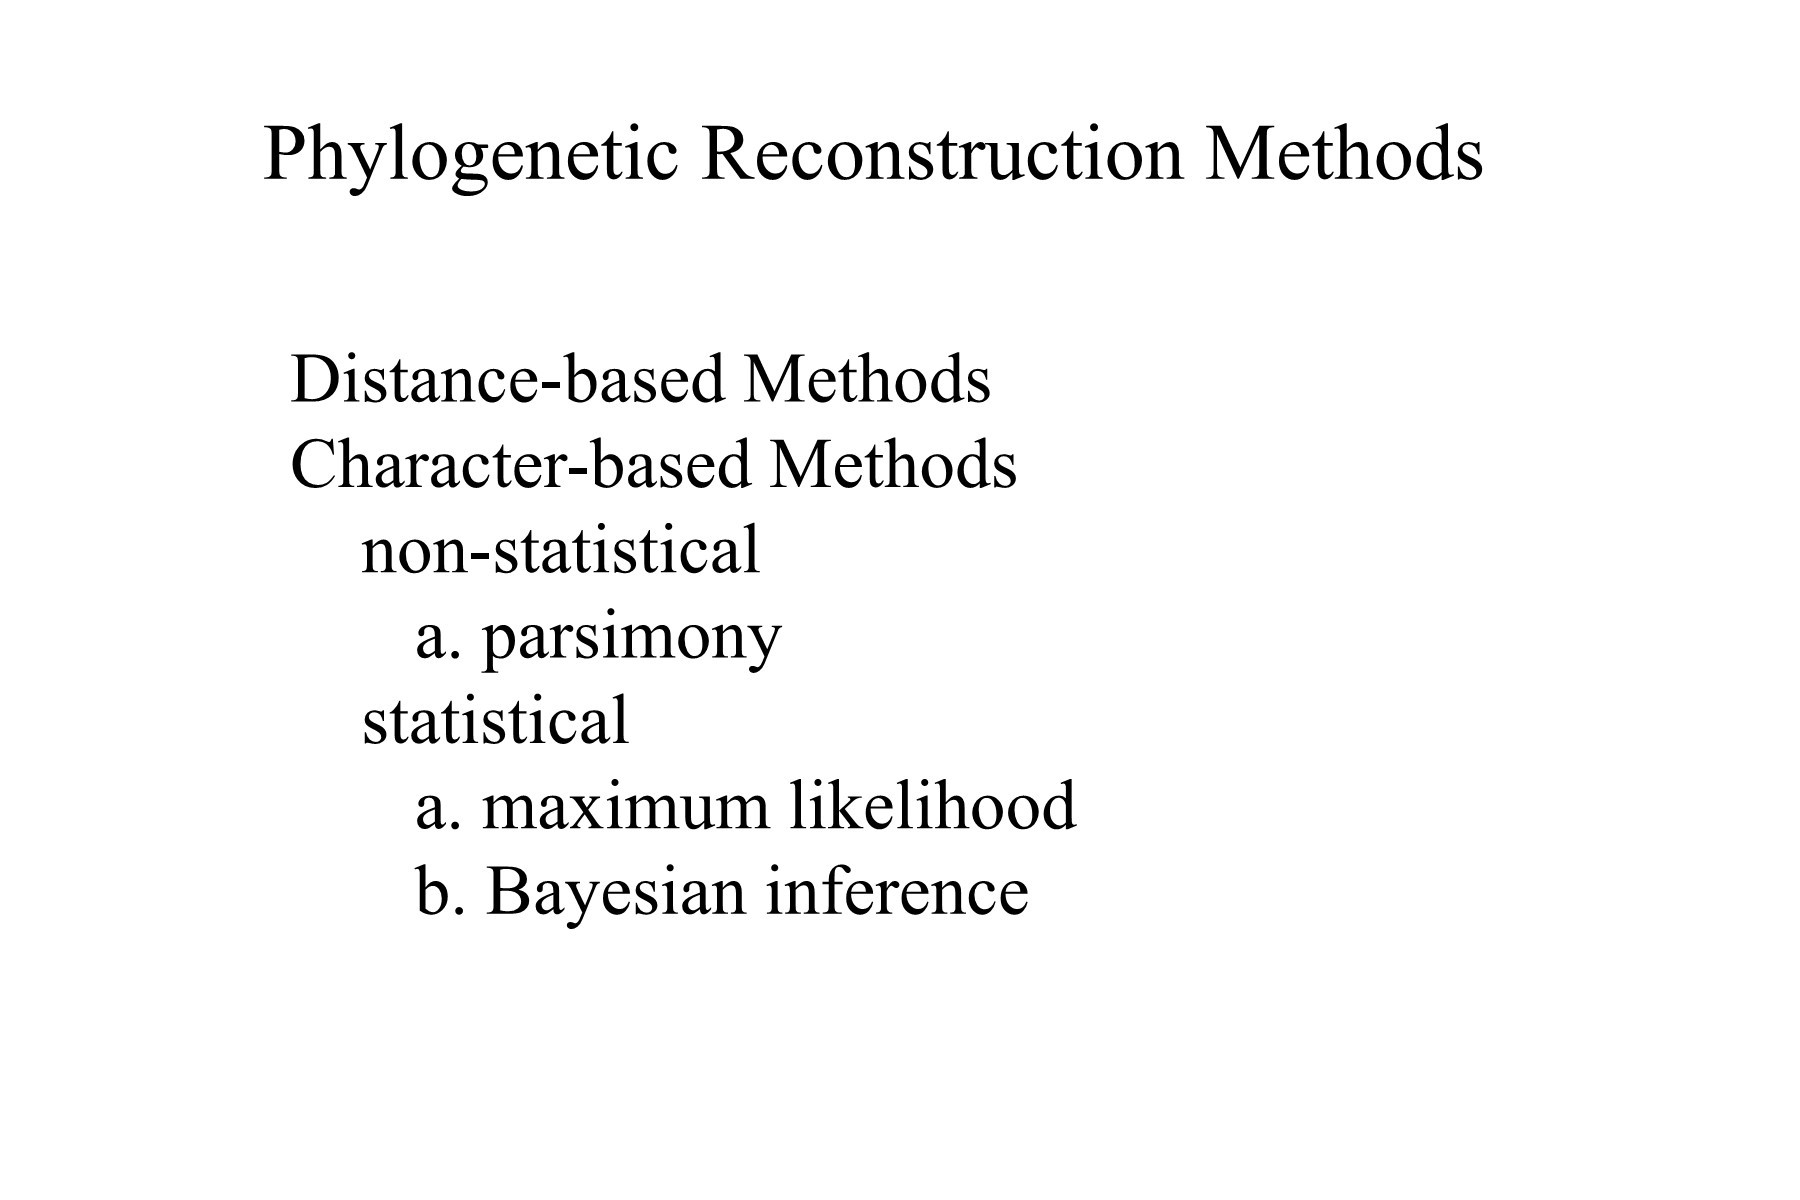 Phylogenetic Reconstruction Methods
Distance-based Methods
Character-based Methods
non-statistical
a. parsimony
statistical
a. maximum likelihood
b. Bayesian inference